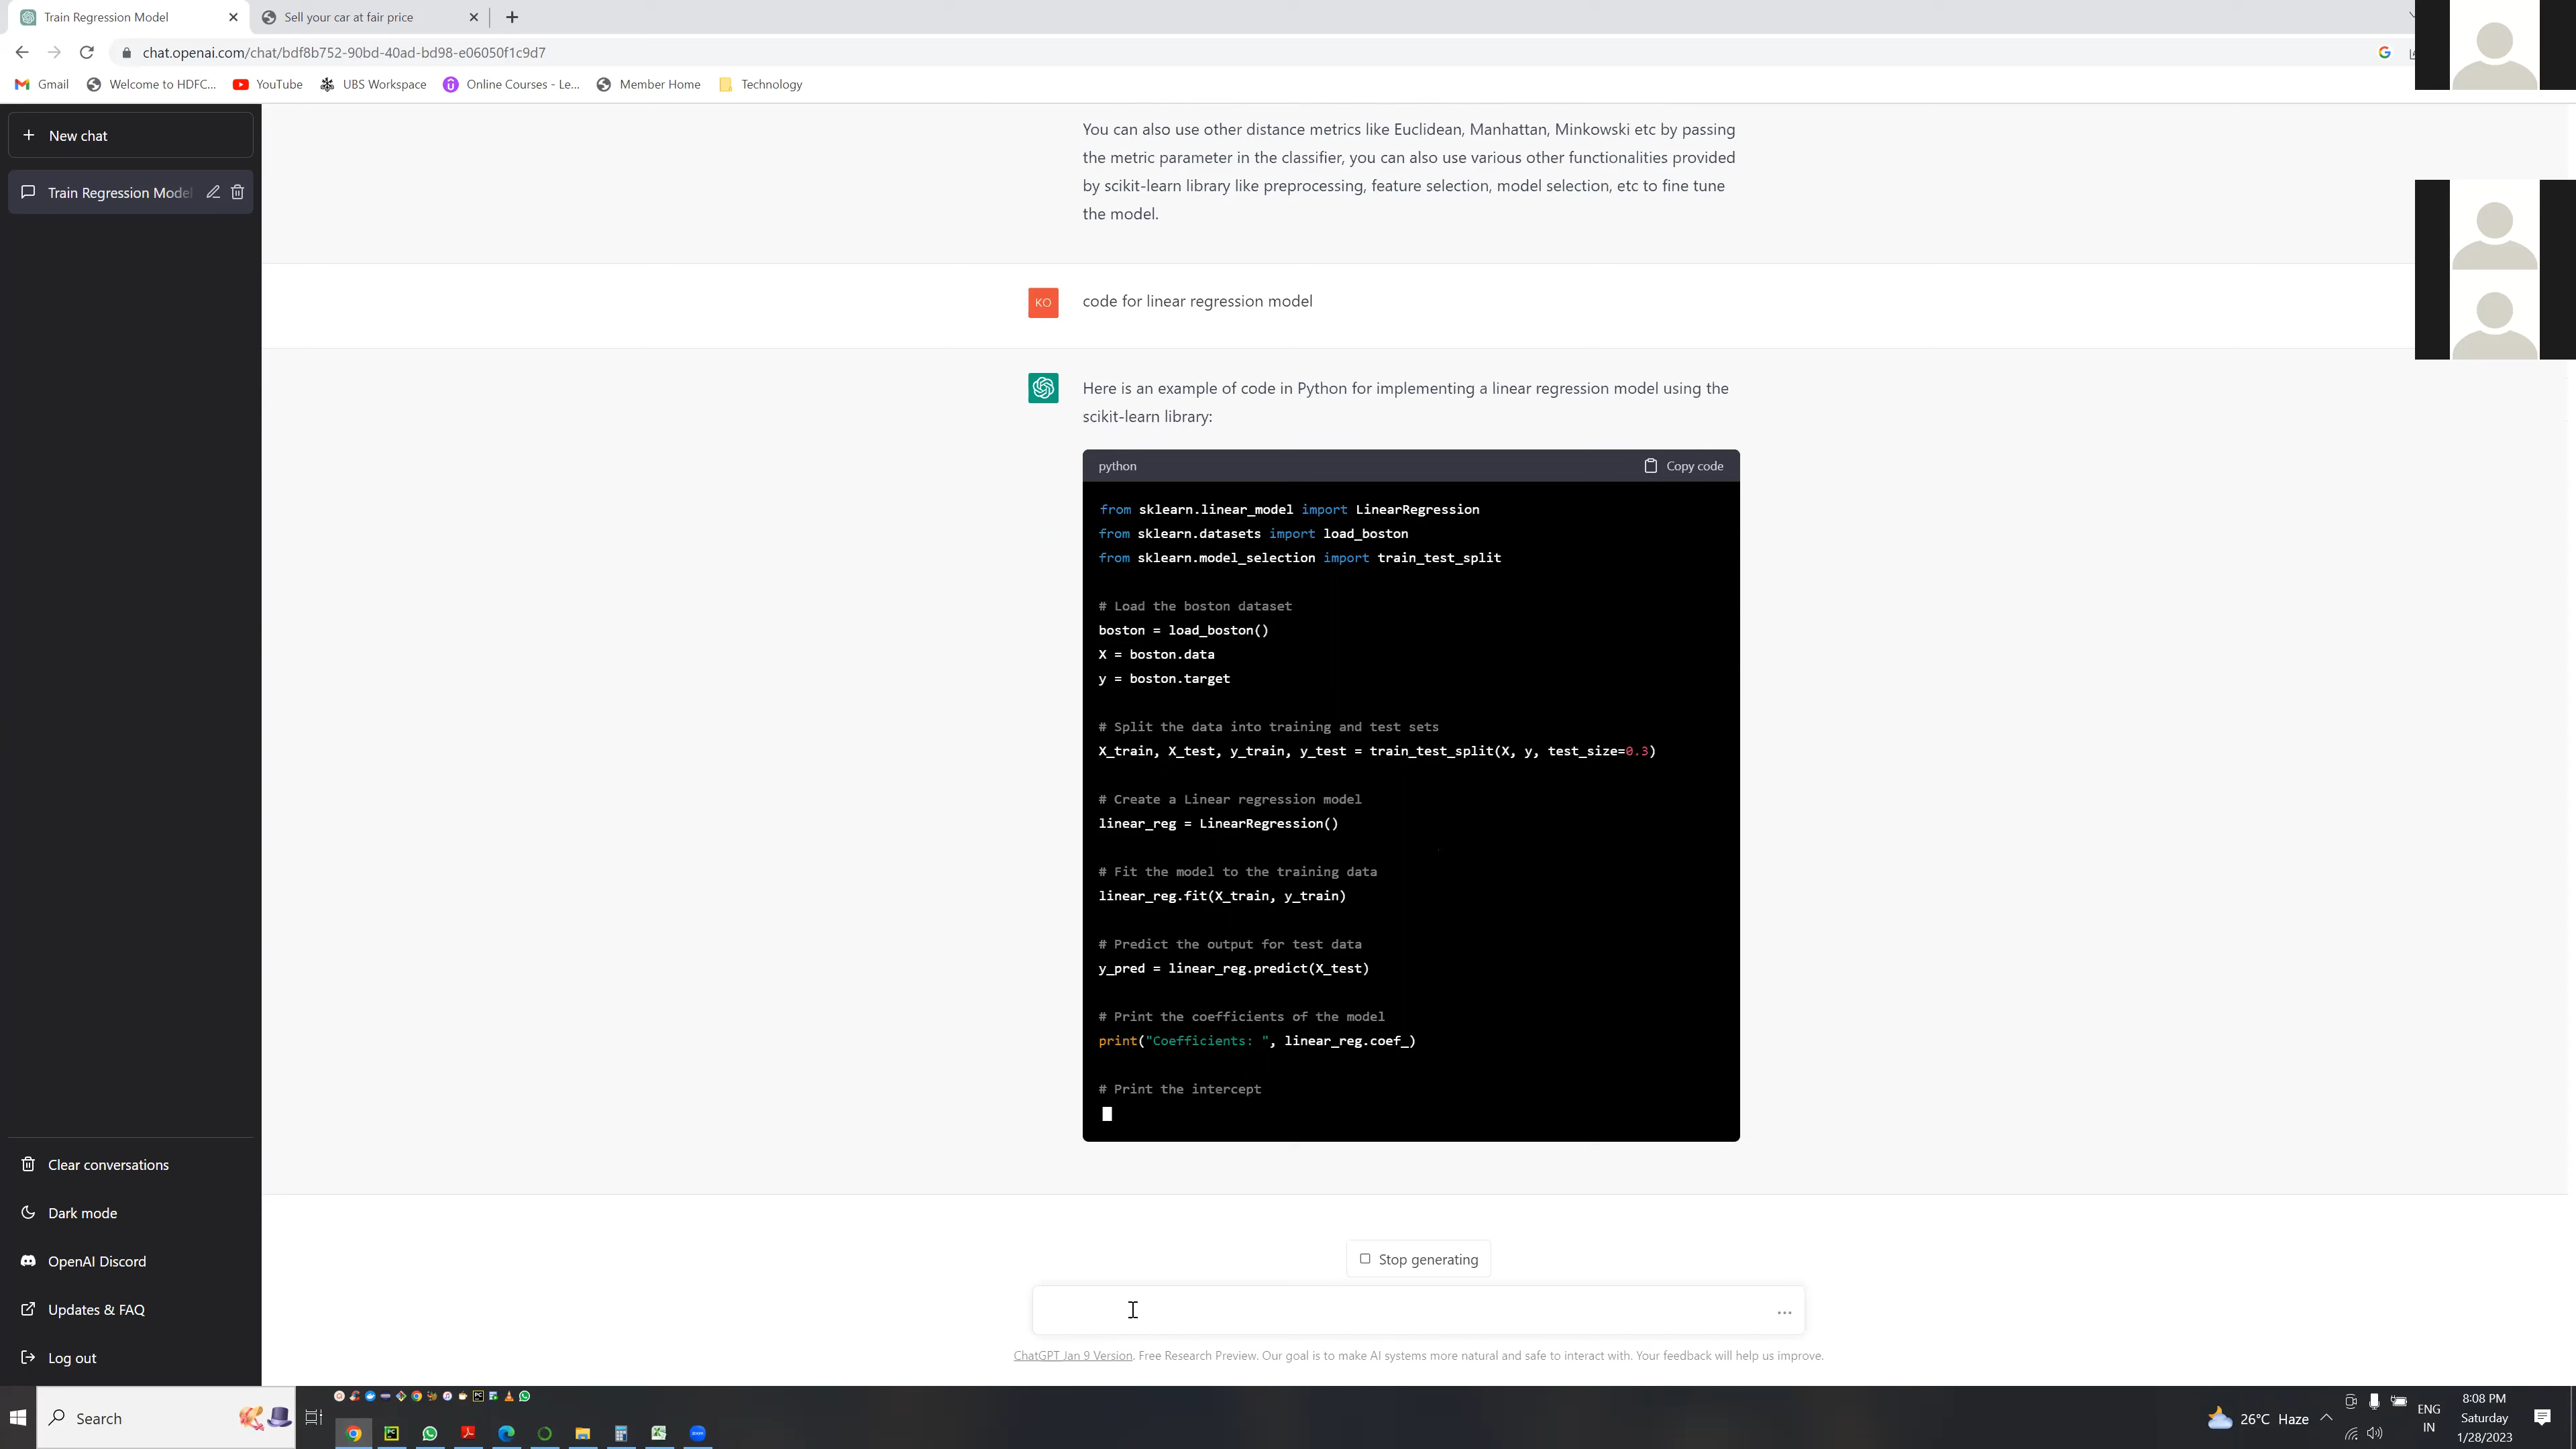 Train Regression Model
Sell your car at fair price
chat.openai.com/chat/bdf8b752-90bd-40ad-bd98-e06050f1c9d7
Gmail
Welcome to HDFC...
YouTube
UBS Workspace
Online Courses - Le...
Member Home
Technology
New chat
Train Regression Model
Clear conversations
Dark mode
OpenAI Discord
Updates & FAQ
Log out
You can also use other distance metrics like Euclidean, Manhattan, Minkowski etc by passing
the metric parameter in the classifier, you can also use various other functionalities provided
by scikit-learn library like preprocessing, feature selection, model selection, etc to fine tune
the model.
KO
code for linear regression model
Here is an example of code in Python for implementing a linear regression model using the
scikit-learn library:
python
Copy code
from sklearn.linear_model import LinearRegression
from sklearn.datasets import load_boston
from sklearn.model_selection import train_test_split
# Load the boston dataset
boston = load_boston()
X = boston.data
y = boston.target
# Split the data into training and test sets
X_train, X_test, y_train, y_test = train_test_split(X, y, test_size=0.3)
# Create a Linear regression model
linear_reg = LinearRegression()
# Fit the model to the training data
linear_reg.fit(X_train, y_train)
# Predict the output for test data
y_pred = linear_reg.predict(X_test)
# Print the coefficients of the model
print("Coefficients: ", linear_reg.coef_)
# Print the intercept
Stop generating
ChatGPT Jan 9 Version. Free Research Preview. Our goal is to make AI systems more natural and safe to interact with. Your feedback will help us improve.
Search
26°C Haze
ENG
IN
8:08 PM
Saturday
1/28/2023